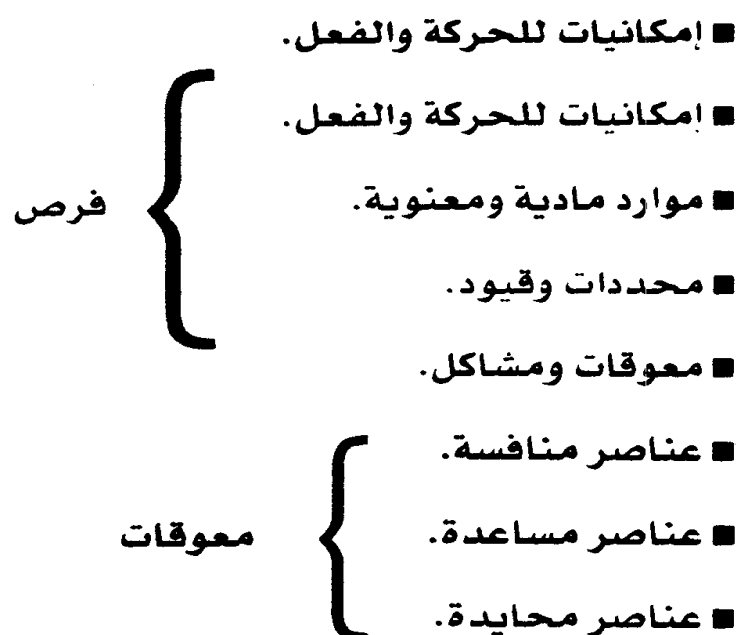 ■ إمكانيات للحركة والفعل.
■ إمكانيات للحركة والفعل.
■ موارد مادية ومعنوية.
فرص
■ محددات وقيود.
■ معوقات ومشاكل.
■ عناصر منافسة.
■ عناصر مساعدة.
معوقات
■ عناصر محايدة.